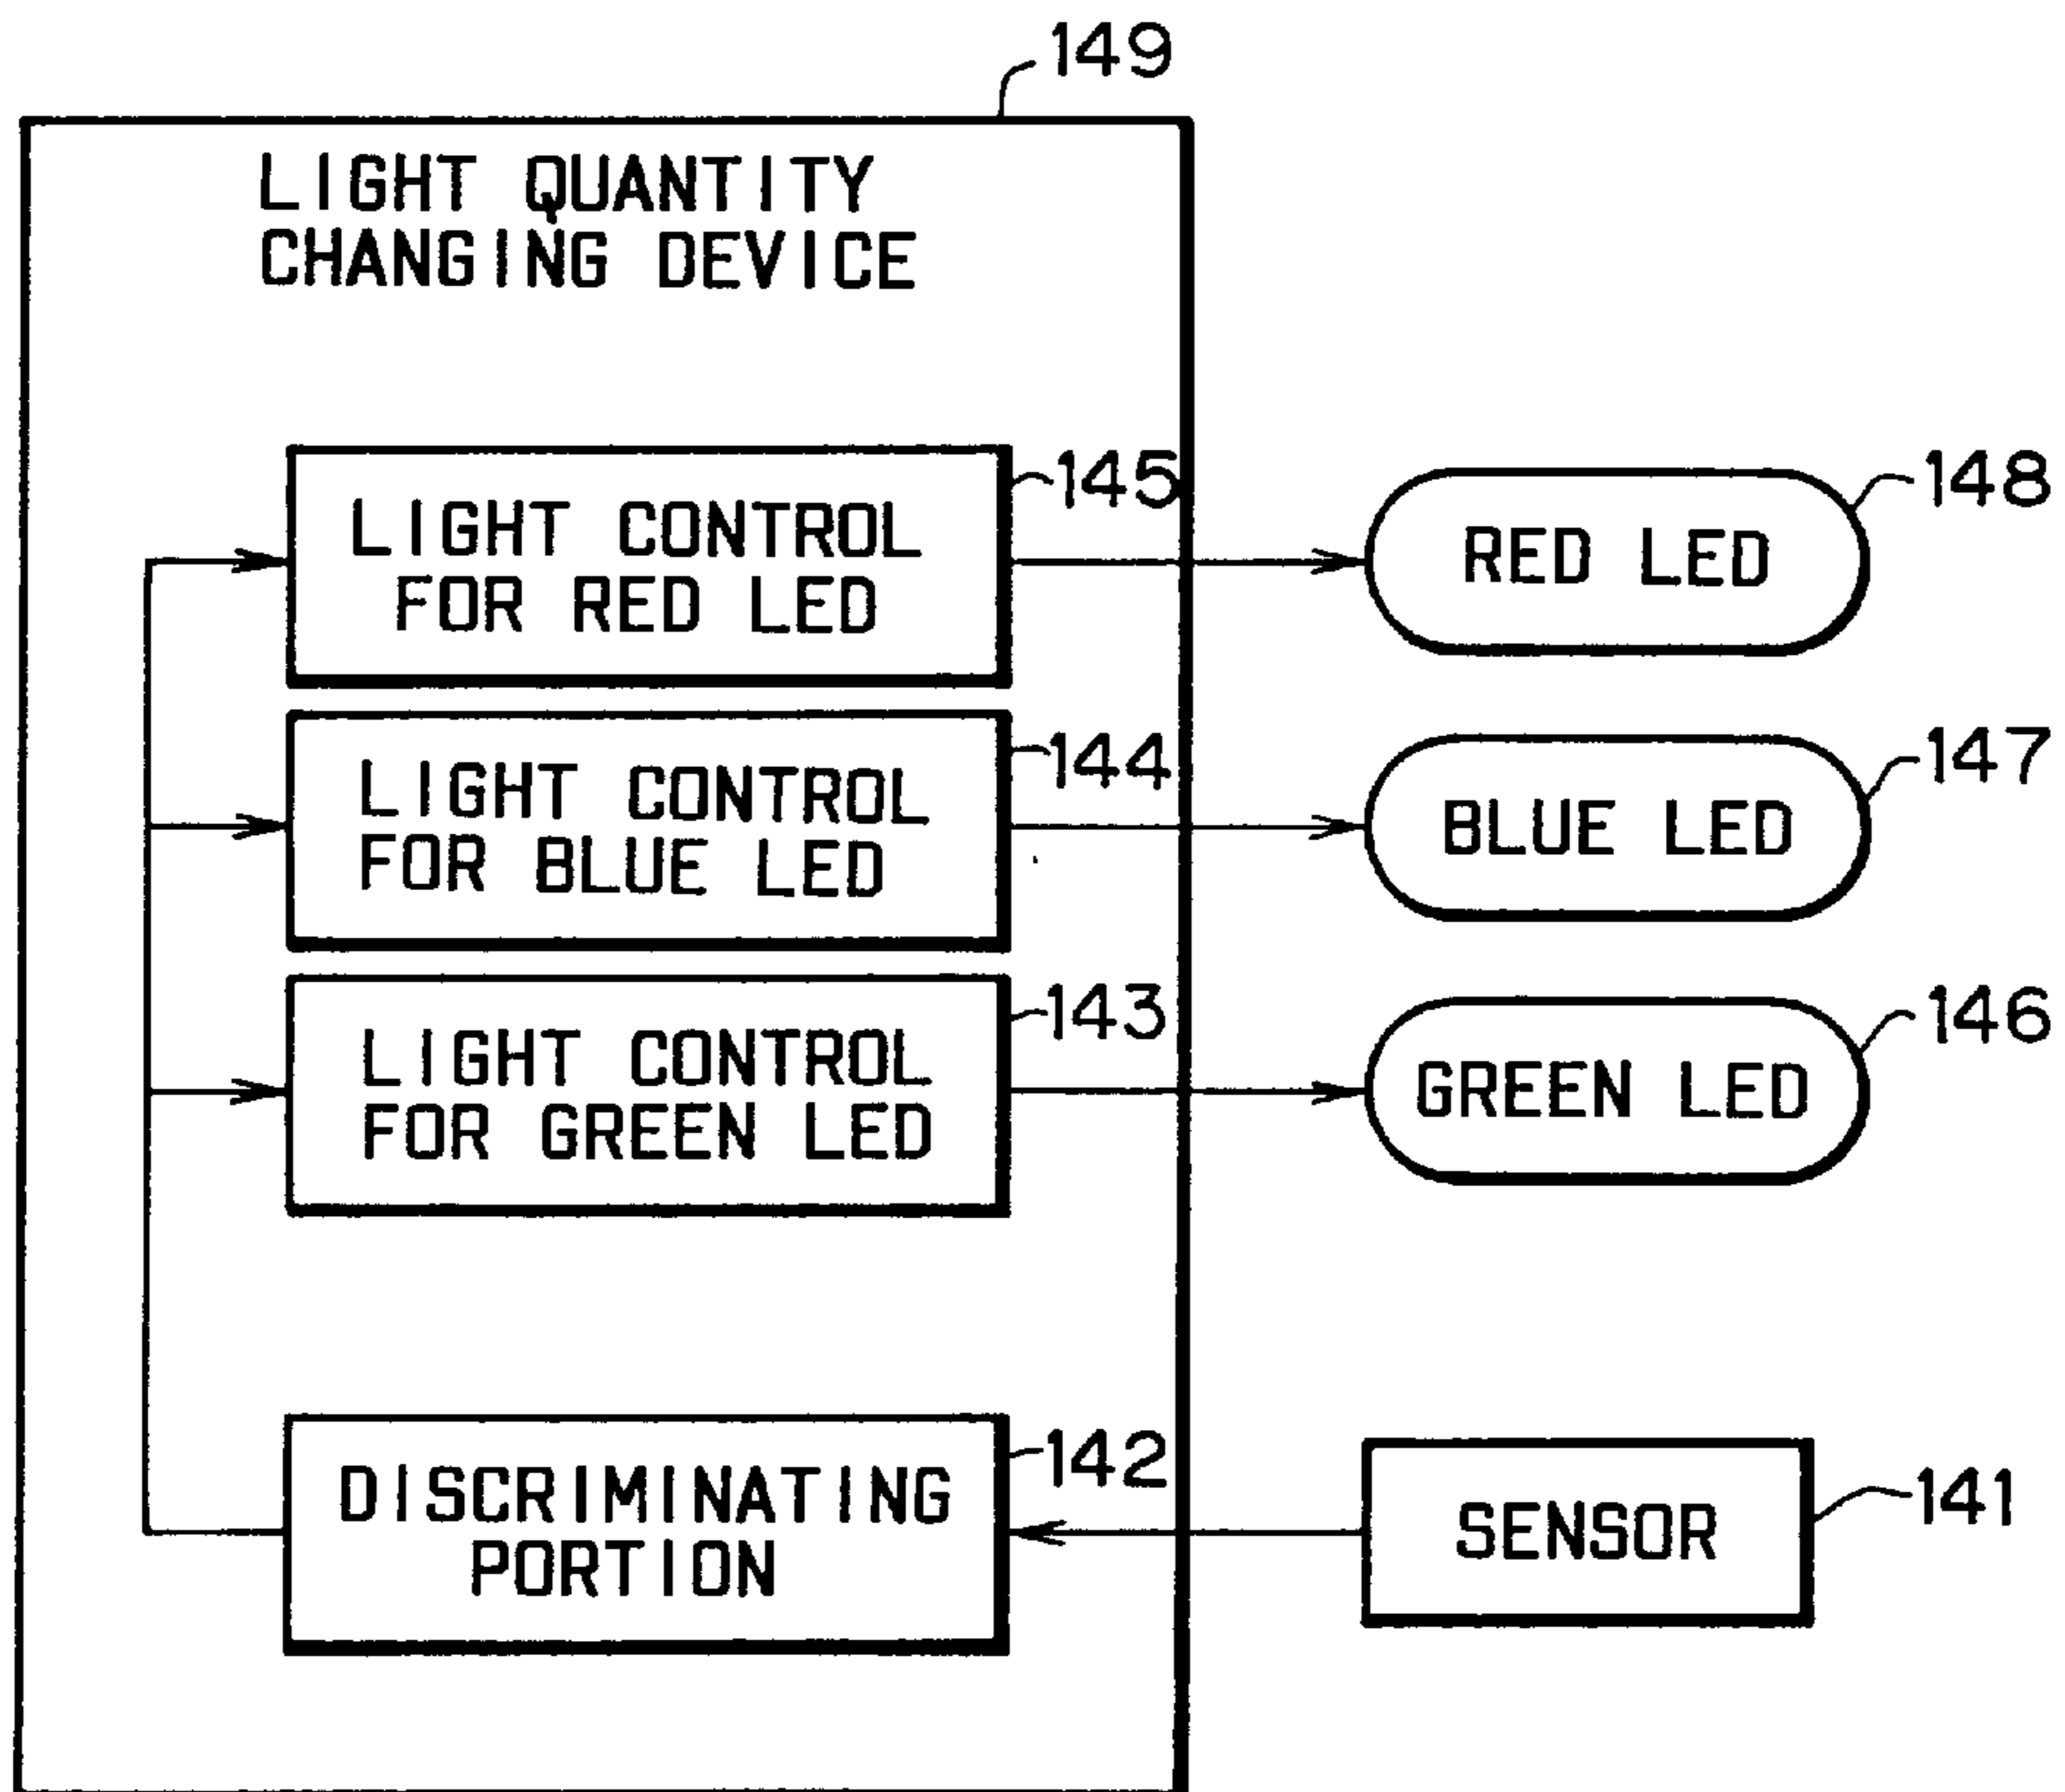 149
LIGHT QUANTITY
CHANGING DEVICE
145
LIGHT CONTROL
FOR RED LED
148
RED LED
144
LIGHT CONTROL
FOR BLUE LED
147
BLUE LED
143
LIGHT CONTROL
FOR GREEN LED
146
GREEN LED
142
DISCRIMINATING
PORTION
141
SENSOR